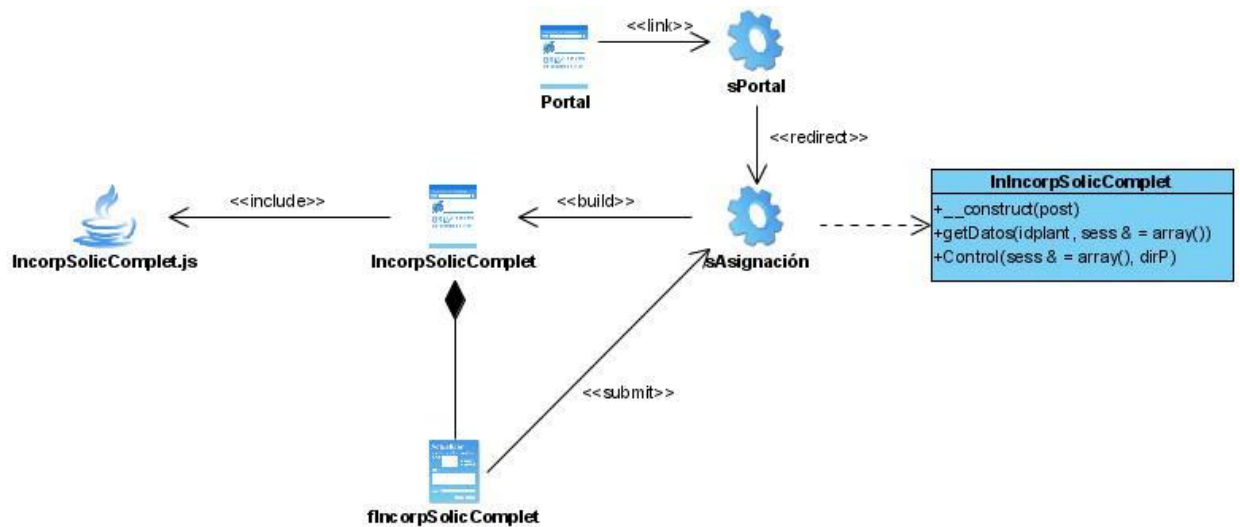 <<link>>
Portal
sPortal
<<redirect>>
InIncorpSolicComplet
+__construct(post)
+getDatos(idplant, sess & = array())
+Control(sess & = array(), dirP)
<<include>>
<<build>>
IncorpSolicComplet.js
IncorpSolicComplet
sAsignación
<<submit>>
fIncorpSolicComplet